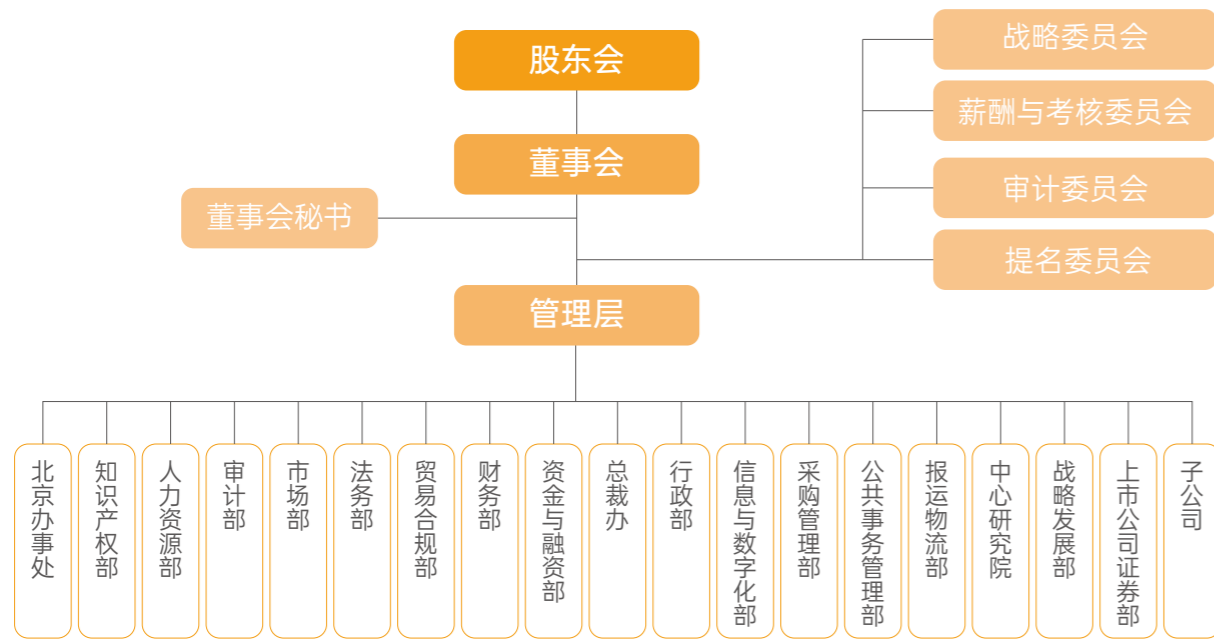 股东会
战略委员会
薪酬与考核委员会
董事会
审计委员会
董事会秘书
提名委员会
管理层
北京办事处
知识产权部
人力资源部
审计部
市场部
法务部
贸易合规部
财务部
资金与融资部
总裁办
行政部
信息与数字化部
采购管理部
公共事务管理部
报运物流部
中心研究院
战略发展部
上市公司证券部
子公司